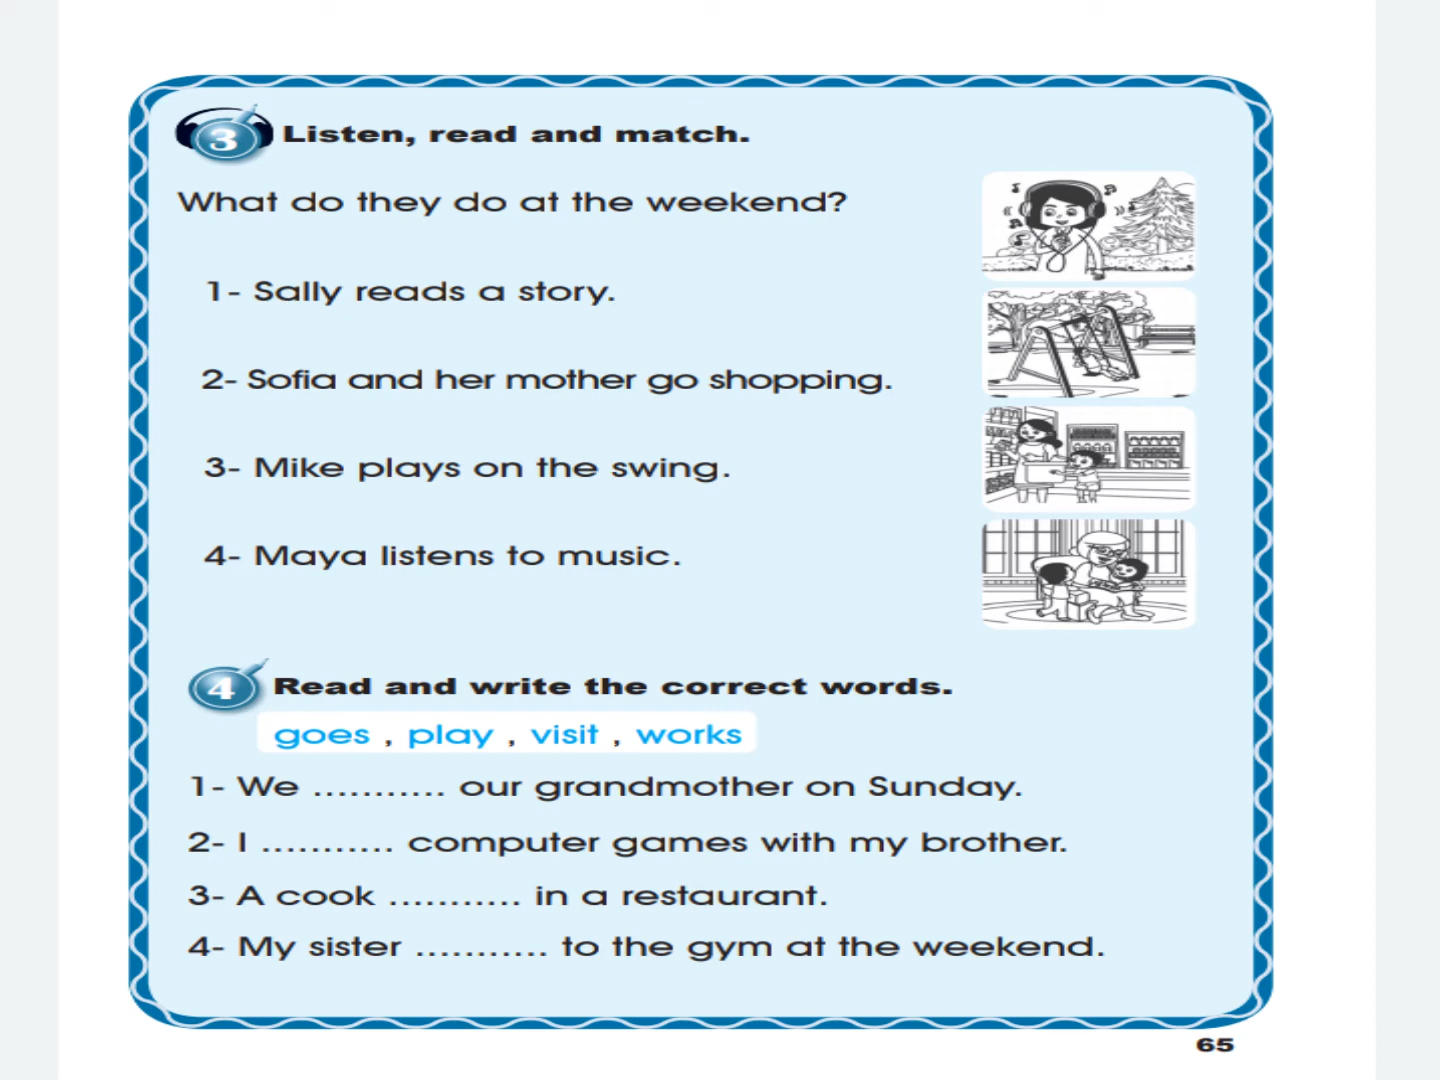 3 Listen, read and match.
What do they do at the weekend?
1- Sally reads a story.
2- Sofia and her mother go shopping.
3- Mike plays on the swing.
4- Maya listens to music.
4 Read and write the correct words.
goes , play , visit , works
1- We ........... our grandmother on Sunday.
2- I ........... computer games with my brother.
3- A cook ........... in a restaurant.
4- My sister ........... to the gym at the weekend.
65